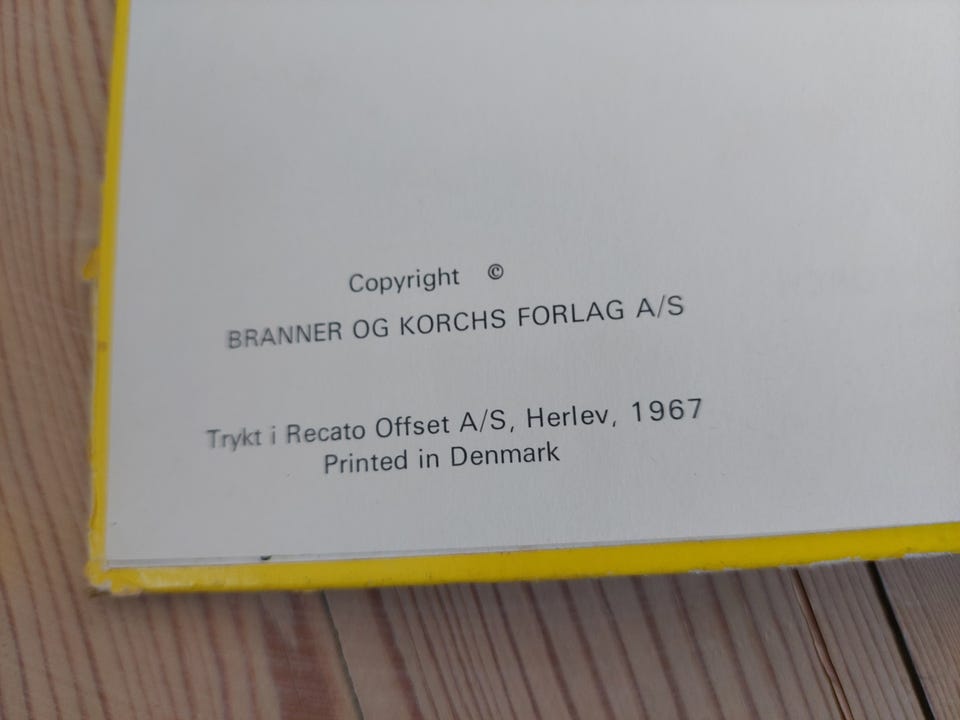 Copyright ©
BRANNER OG KORCHS FORLAG A/S
Trykt i Recato Offset A/S, Herlev, 1967
Printed in Denmark